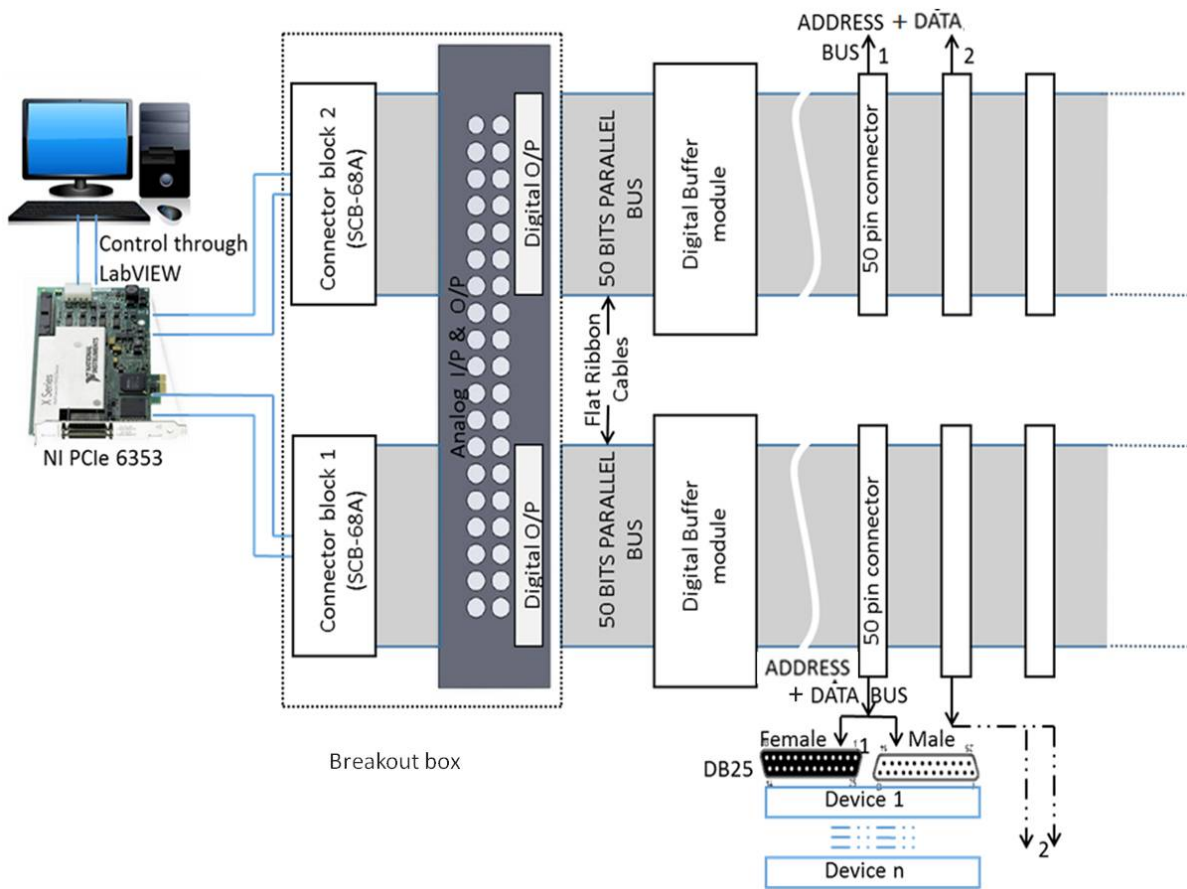 ADDRESS + DATA
BUS
1
2
Connector block 2
(SCB-68A)
Digital O/P
50 BITS PARALLEL
BUS
Digital Buffer
module
50 pin connector
Control through
LabVIEW
Analog I/P & O/P
Flat Ribbon
Cables
X Series
NATIONAL
INSTRUMENTS
NI PCIe 6353
Connector block 1
(SCB-68A)
Digital O/P
50 BITS PARALLEL
BUS
Digital Buffer
module
50 pin connector
ADDRESS
+ DATA BUS
Breakout box
Female
1
Male
DB25
Device 1
2
Device n